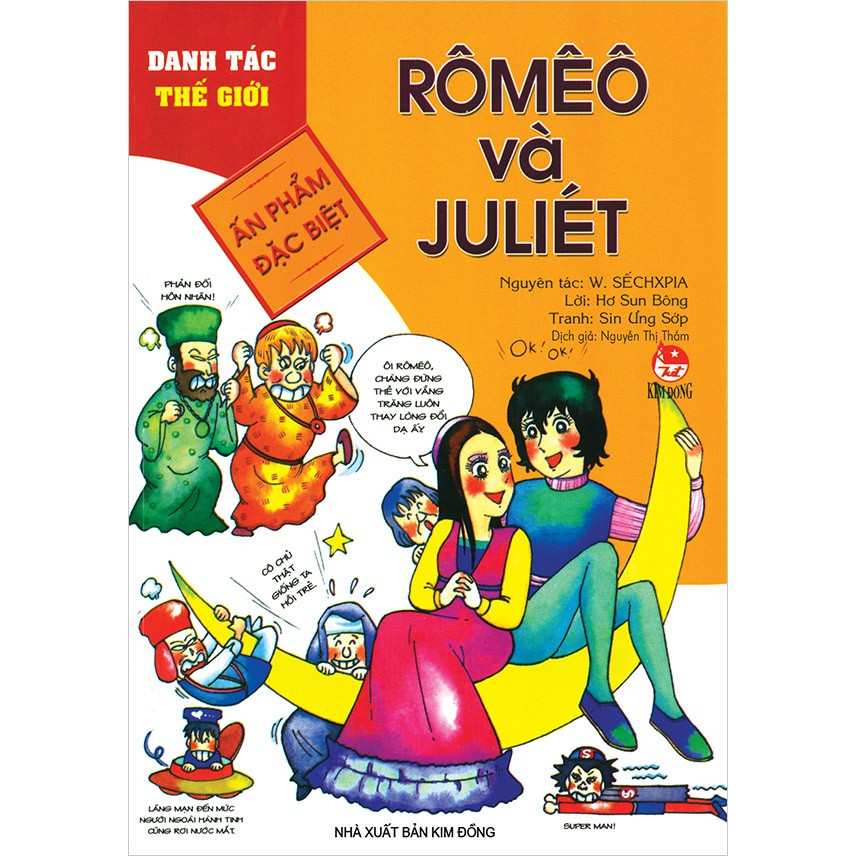 DANH TÁC
THẾ GIỚI
ẤN PHẨM
ĐẶC BIỆT
RÔMÊÔ
và
JULIÉT
Nguyên tác: W. SẾCHXPIA
Lời: Hơ Sun Bông
Tranh: Sin Ưng Sớp
Dịch giả: Nguyễn Thị Thắm
OK! OK!
KIM ĐỒNG
PHẢN ĐỐI
HÔN NHÂN!
ÔI RÔMÊÔ,
CHÀNG ĐỪNG
THỀ VỚI VẦNG
TRĂNG LUÔN
THAY LÒNG ĐỔI
DẠ ẤY
CÔ CHỦ
THẬT
GIỐNG TA
HỒI TRẺ.
LÃNG MẠN ĐẾN MỨC
NGƯỜI NGOÀI HÀNH TINH
CŨNG RƠI NƯỚC MẮT.
S
S
SUPER MAN!
NHÀ XUẤT BẢN KIM ĐỒNG